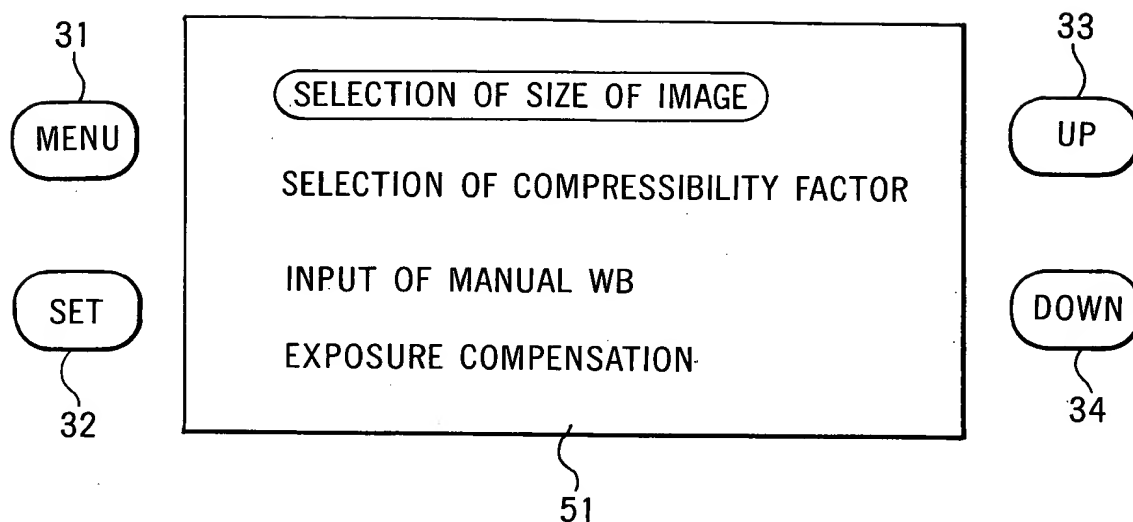 31
33
MENU
SELECTION OF SIZE OF IMAGE
UP
SELECTION OF COMPRESSIBILITY FACTOR
SET
INPUT OF MANUAL WB
DOWN
EXPOSURE COMPENSATION
32
34
51